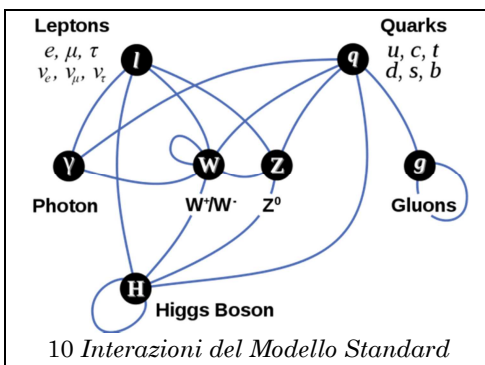 Leptons
e, μ, τ
νe, νμ, ντ
l
Quarks
u, c, t
d, s, b
q
γ
W
Z
g
Photon
W+/W-
Z0
Gluons
H
Higgs Boson
10 Interazioni del Modello Standard